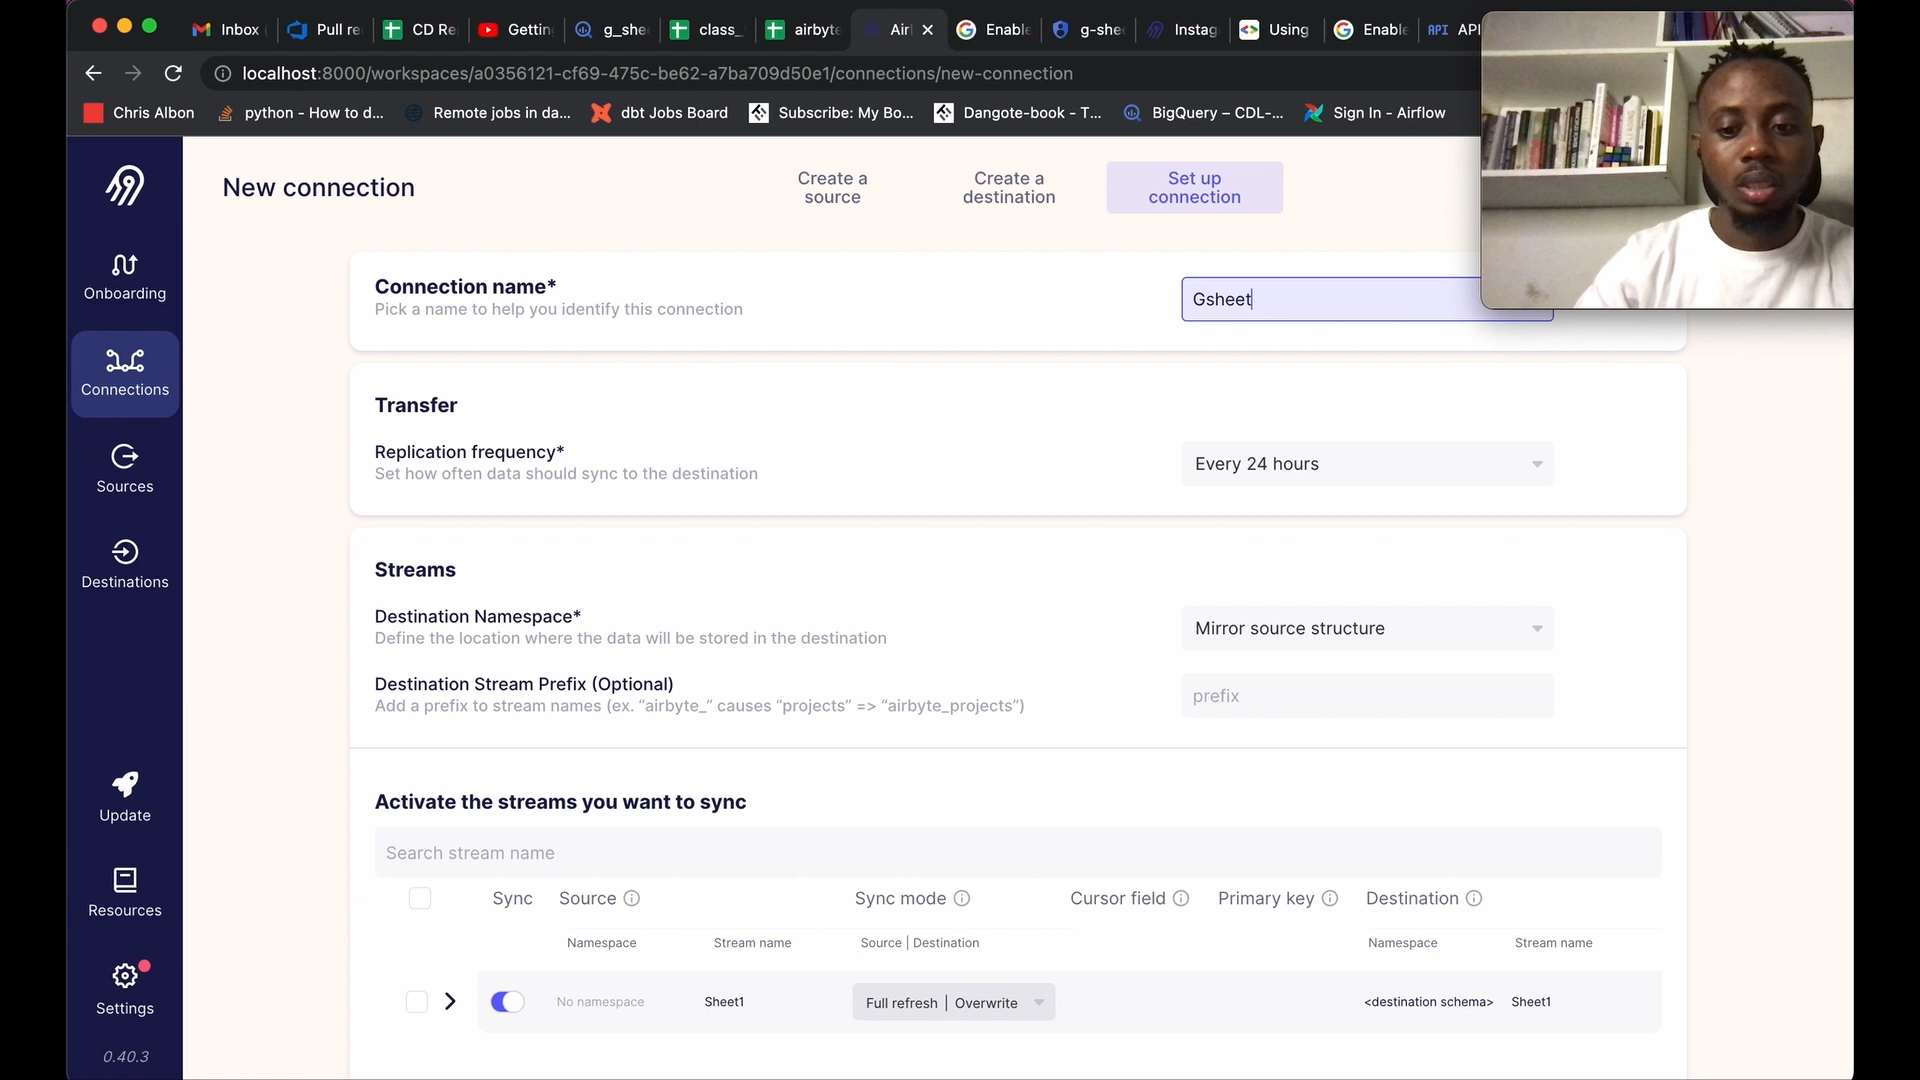 Inbox
Pull re
CD Re
Gettin
g_she
class_
airbyte
Air
Enabl
g-shee
Instag
Using
Enabl
API
API
localhost:8000/workspaces/a0356121-cf69-475c-be62-a7ba709d50e1/connections/new-connection
Chris Albon
python - How to d...
Remote jobs in da...
dbt Jobs Board
Subscribe: My Bo...
Dangote-book - T...
BigQuery – CDL-...
Sign In - Airflow
New connection
Create a
source
Create a
destination
Set up
connection
Onboarding
Connections
Sources
Destinations
Update
Resources
Settings
0.40.3
Connection name*
Pick a name to help you identify this connection
Gsheet
Transfer
Replication frequency*
Set how often data should sync to the destination
Every 24 hours
Streams
Destination Namespace*
Define the location where the data will be stored in the destination
Mirror source structure
Destination Stream Prefix (Optional)
Add a prefix to stream names (ex. “airbyte_” causes “projects” => “airbyte_projects”)
prefix
Activate the streams you want to sync
Search stream name
Sync
Source
Sync mode
Cursor field
Primary key
Destination
Namespace
Stream name
Source | Destination
Namespace
Stream name
No namespace
Sheet1
Full refresh | Overwrite
<destination schema>
Sheet1